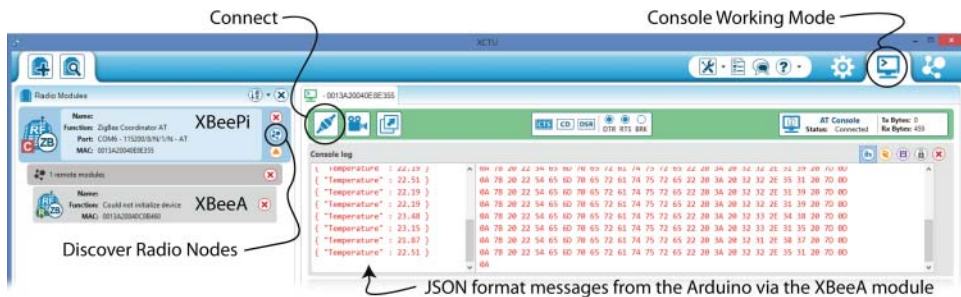 Connect
Console Working Mode
XCTU
Radio Modules
- 0013A20040E8E355
Name:
Function: ZigBee Coordinator AT
Port: COM6 - 115200/8/N/1/N - AT
MAC: 0013A20040E8E355
XBeePi
CTS CD DSR
DTR RTS BRK
AT Console
Status: Connected
Tx Bytes: 0
Rx Bytes: 459
Console log
1 remote modules
Name:
Function: Could not initialize device
XBeeA
Discover Radio Nodes
{ "Temperature" : 22.19 }
{ "Temperature" : 22.51 }
{ "Temperature" : 22.19 }
{ "Temperature" : 23.48 }
{ "Temperature" : 23.15 }
{ "Temperature" : 21.87 }
{ "Temperature" : 22.51 }
0A 7B 20 22 54 65 6D 70 65 72 61 74 75 72 65 22 20 3A 20 32 32 2E 31 39 20 7D 0D
0A 7B 20 22 54 65 6D 70 65 72 61 74 75 72 65 22 20 3A 20 32 32 2E 35 31 20 7D 0D
0A 7B 20 22 54 65 6D 70 65 72 61 74 75 72 65 22 20 3A 20 32 32 2E 31 39 20 7D 0D
0A 7B 20 22 54 65 6D 70 65 72 61 74 75 72 65 22 20 3A 20 32 33 2E 34 38 20 7D 0D
0A 7B 20 22 54 65 6D 70 65 72 61 74 75 72 65 22 20 3A 20 32 33 2E 31 35 20 7D 0D
0A 7B 20 22 54 65 6D 70 65 72 61 74 75 72 65 22 20 3A 20 32 31 2E 38 37 20 7D 0D
0A 7B 20 22 54 65 6D 70 65 72 61 74 75 72 65 22 20 3A 20 32 32 2E 35 31 20 7D 0D
0A
JSON format messages from the Arduino via the XBeeA module